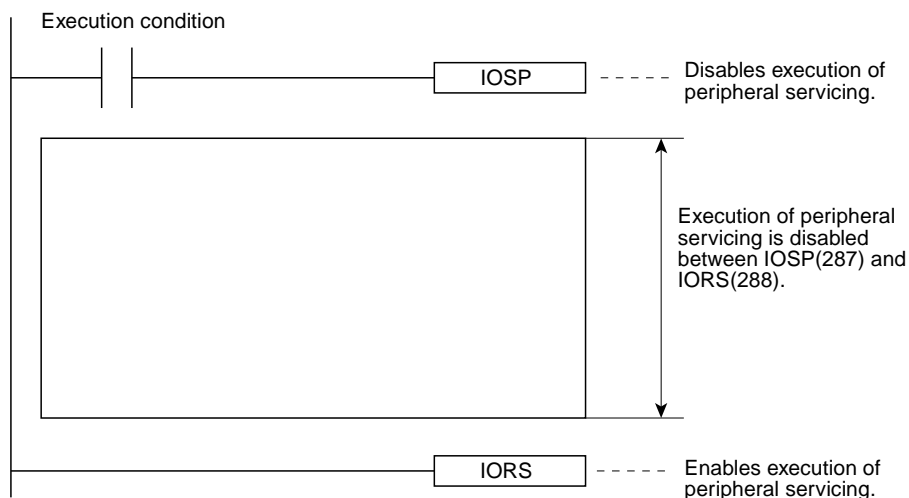 Execution condition
IOSP
Disables execution of
peripheral servicing.
Execution of peripheral
servicing is disabled
between IOSP(287) and
IORS(288).
IORS
Enables execution of
peripheral servicing.